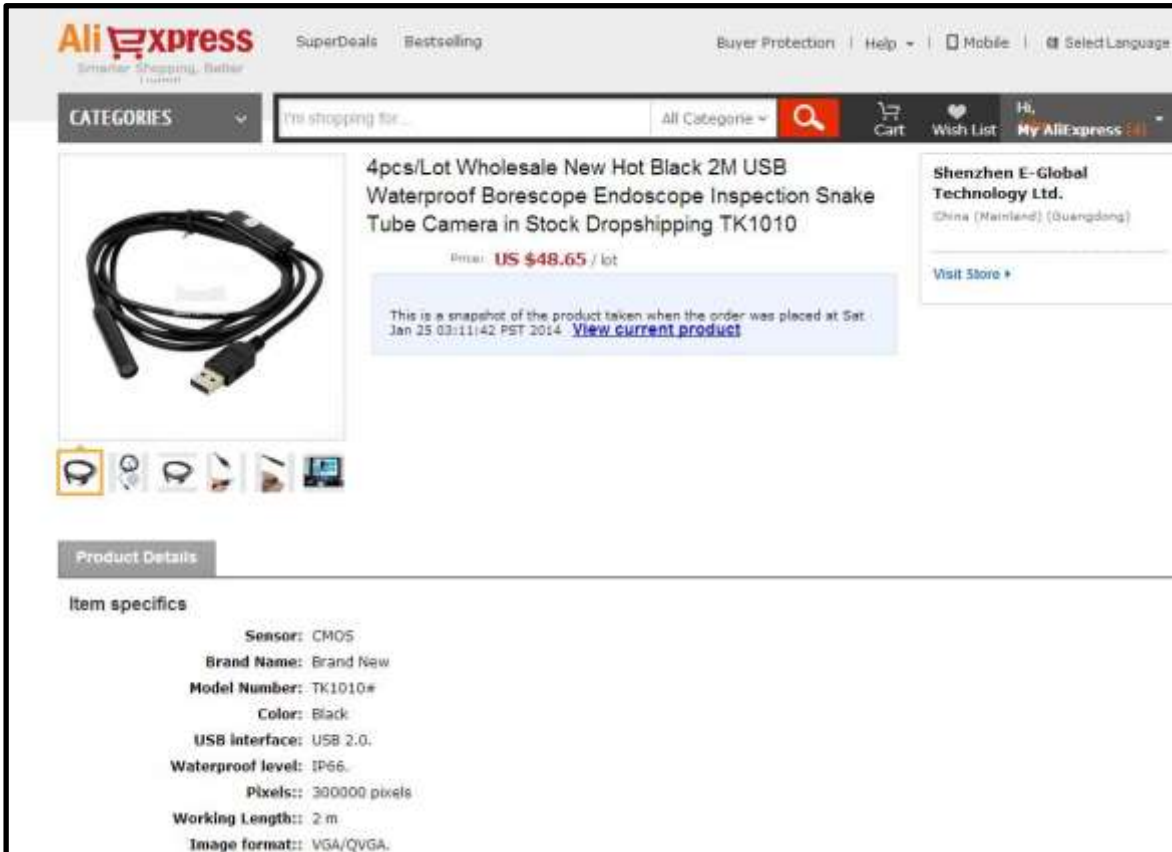 AliExpress
Smarter Shopping, Better
SuperDeals Bestselling Buyer Protection | Help | Mobile | Select Language
CATEGORIES I'm shopping for... All Categorie Cart Wish List Hi,
My AliExpress
4pcs/Lot Wholesale New Hot Black 2M USB
Waterproof Borescope Endoscope Inspection Snake
Tube Camera in Stock Dropshipping TK1010
Price: US $48.65 / lot
This is a snapshot of the product taken when the order was placed at Sat
Jan 25 03:11:42 PST 2014 View current product
Shenzhen E-Global
Technology Ltd.
China (Mainland) (Guangdong)
Visit Store
Product Details
Item specifics
Sensor: CMOS
Brand Name: Brand New
Model Number: TK1010#
Color: Black
USB interface: USB 2.0.
Waterproof level: IP66.
Pixels:: 300000 pixels
Working Length:: 2 m
Image format:: VGA/QVGA.